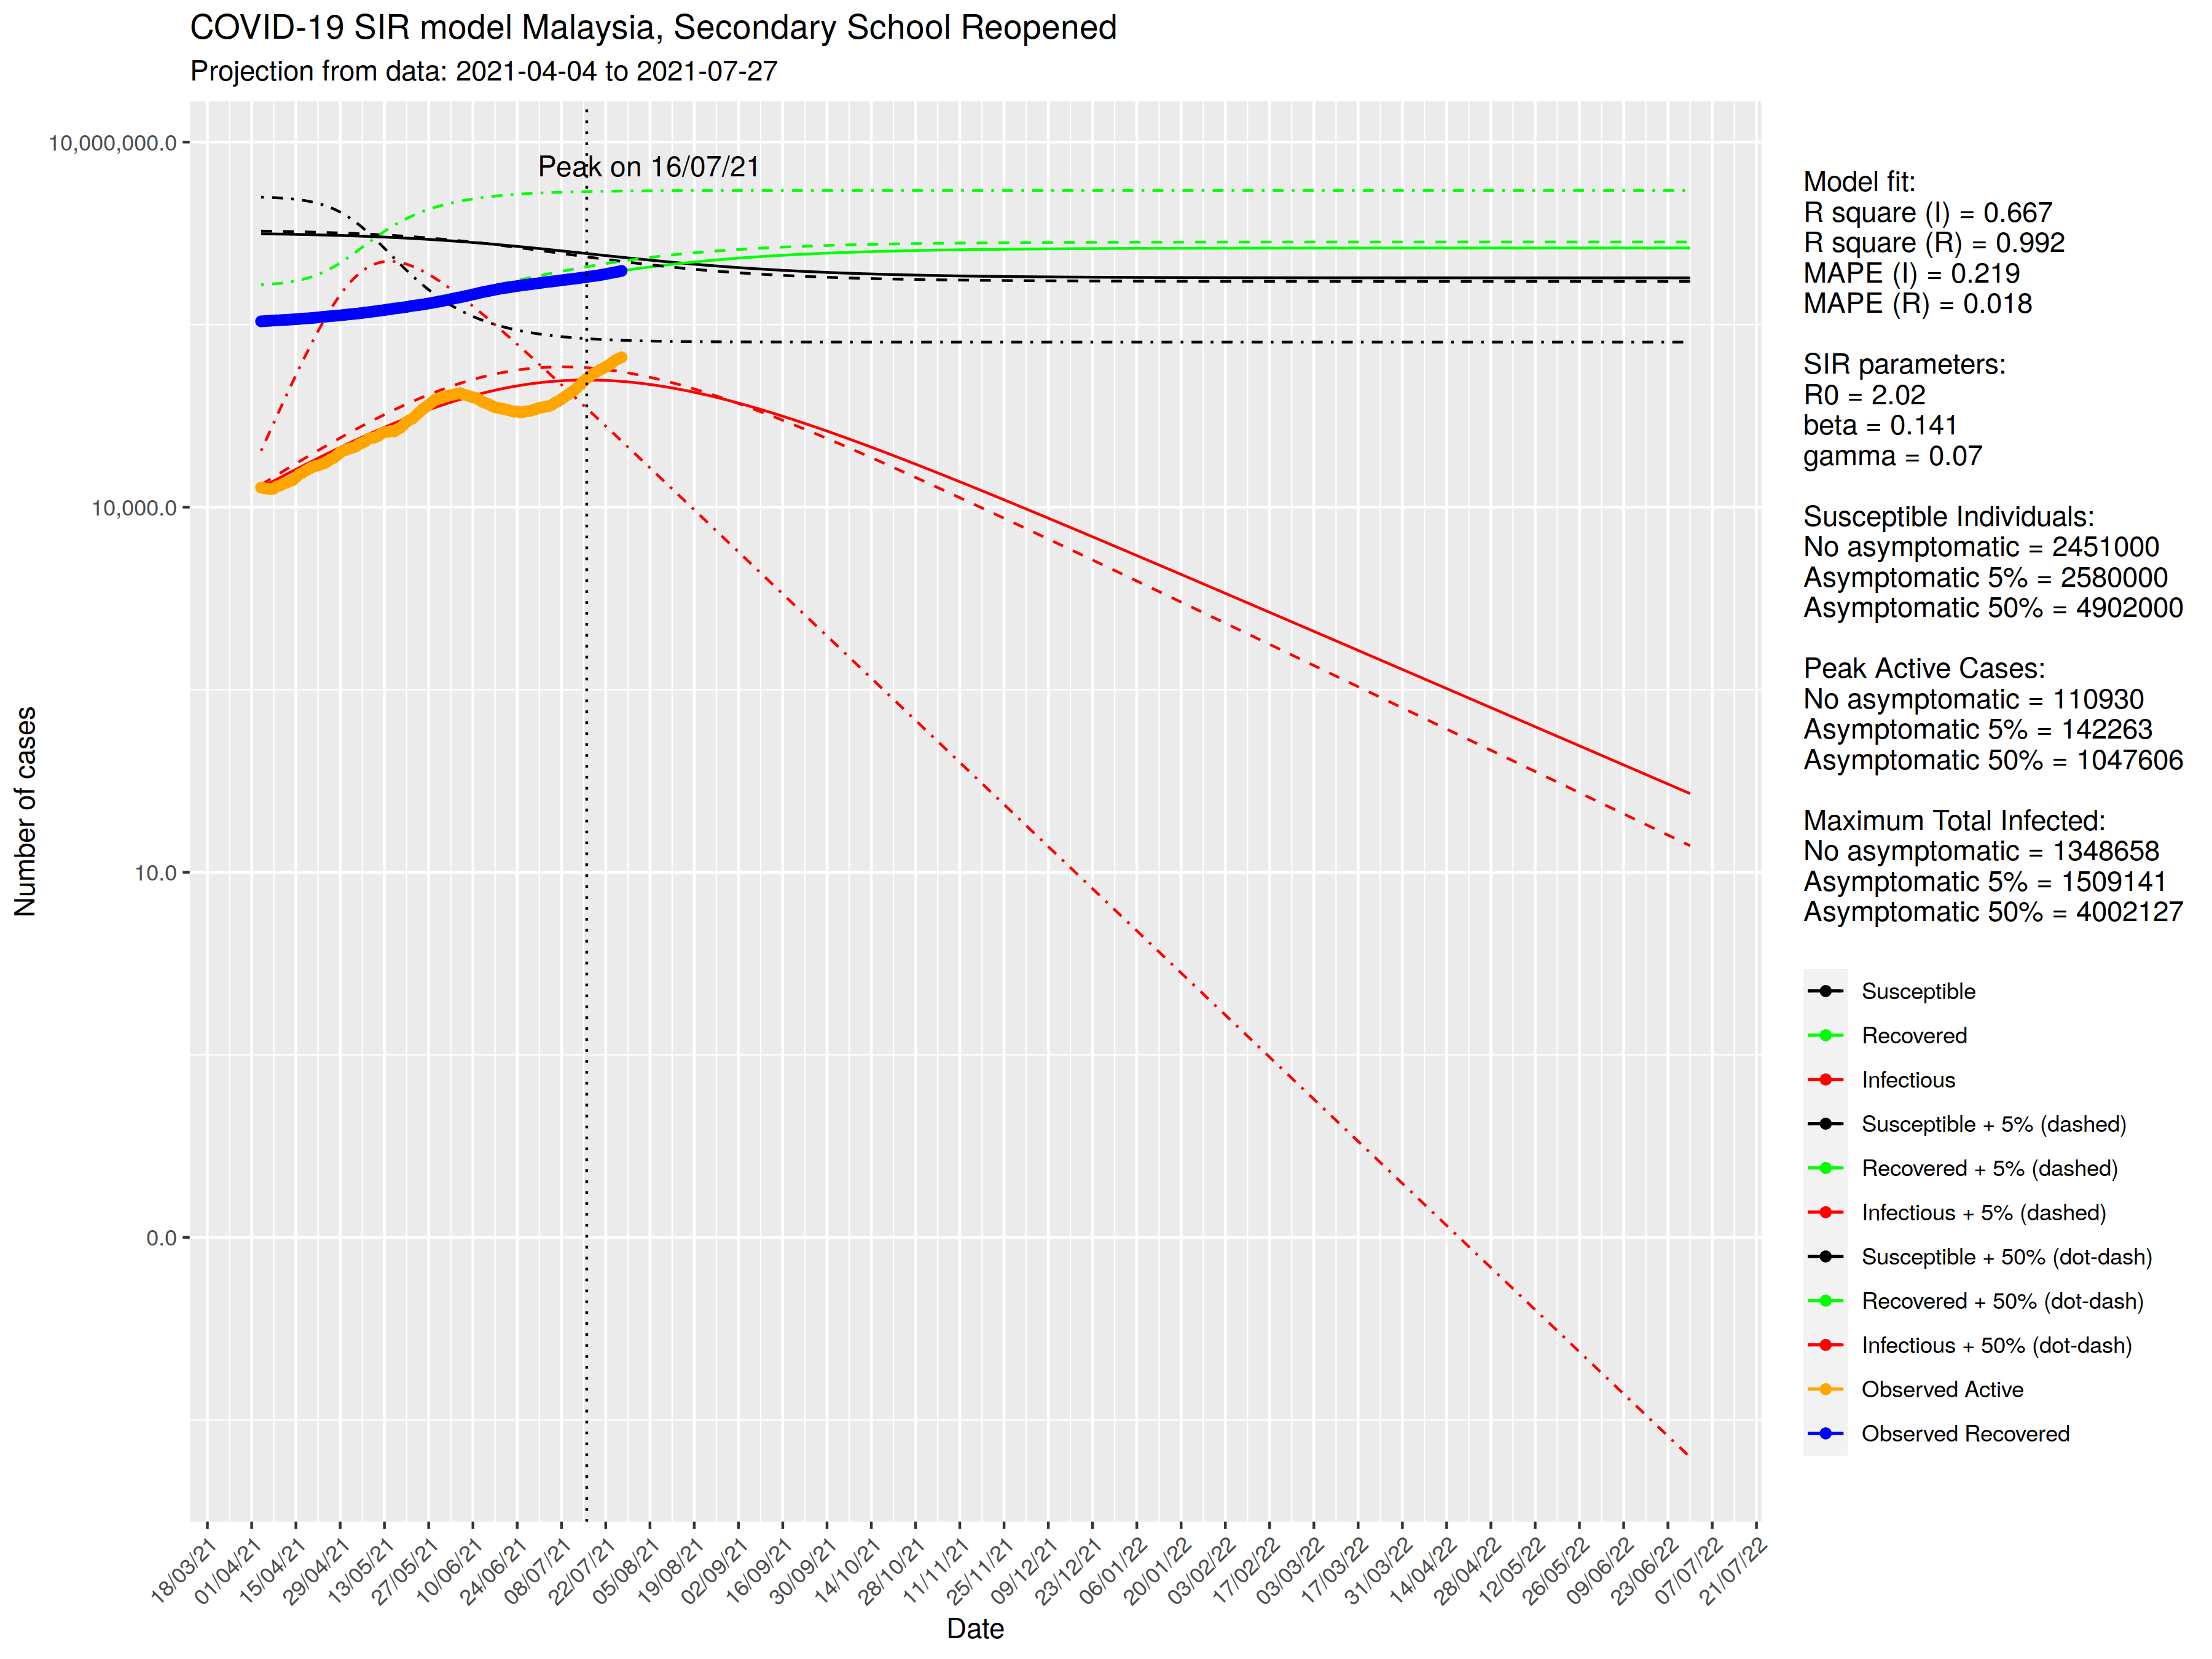 COVID-19 SIR model Malaysia, Secondary School Reopened
Projection from data: 2021-04-04 to 2021-07-27
Peak on 16/07/21
10,000,000.0
10,000.0
10.0
0.0
Number of cases
18/03/21
01/04/21
15/04/21
29/04/21
13/05/21
27/05/21
10/06/21
24/06/21
08/07/21
22/07/21
05/08/21
19/08/21
02/09/21
16/09/21
30/09/21
14/10/21
28/10/21
11/11/21
25/11/21
09/12/21
23/12/21
06/01/22
20/01/22
03/02/22
17/02/22
03/03/22
17/03/22
31/03/22
14/04/22
28/04/22
12/05/22
26/05/22
09/06/22
23/06/22
07/07/22
21/07/22
Date
Model fit:
R square (I) = 0.667
R square (R) = 0.992
MAPE (I) = 0.219
MAPE (R) = 0.018
SIR parameters:
R0 = 2.02
beta = 0.141
gamma = 0.07
Susceptible Individuals:
No asymptomatic = 2451000
Asymptomatic 5% = 2580000
Asymptomatic 50% = 4902000
Peak Active Cases:
No asymptomatic = 110930
Asymptomatic 5% = 142263
Asymptomatic 50% = 1047606
Maximum Total Infected:
No asymptomatic = 1348658
Asymptomatic 5% = 1509141
Asymptomatic 50% = 4002127
Susceptible
Recovered
Infectious
Susceptible + 5% (dashed)
Recovered + 5% (dashed)
Infectious + 5% (dashed)
Susceptible + 50% (dot-dash)
Recovered + 50% (dot-dash)
Infectious + 50% (dot-dash)
Observed Active
Observed Recovered